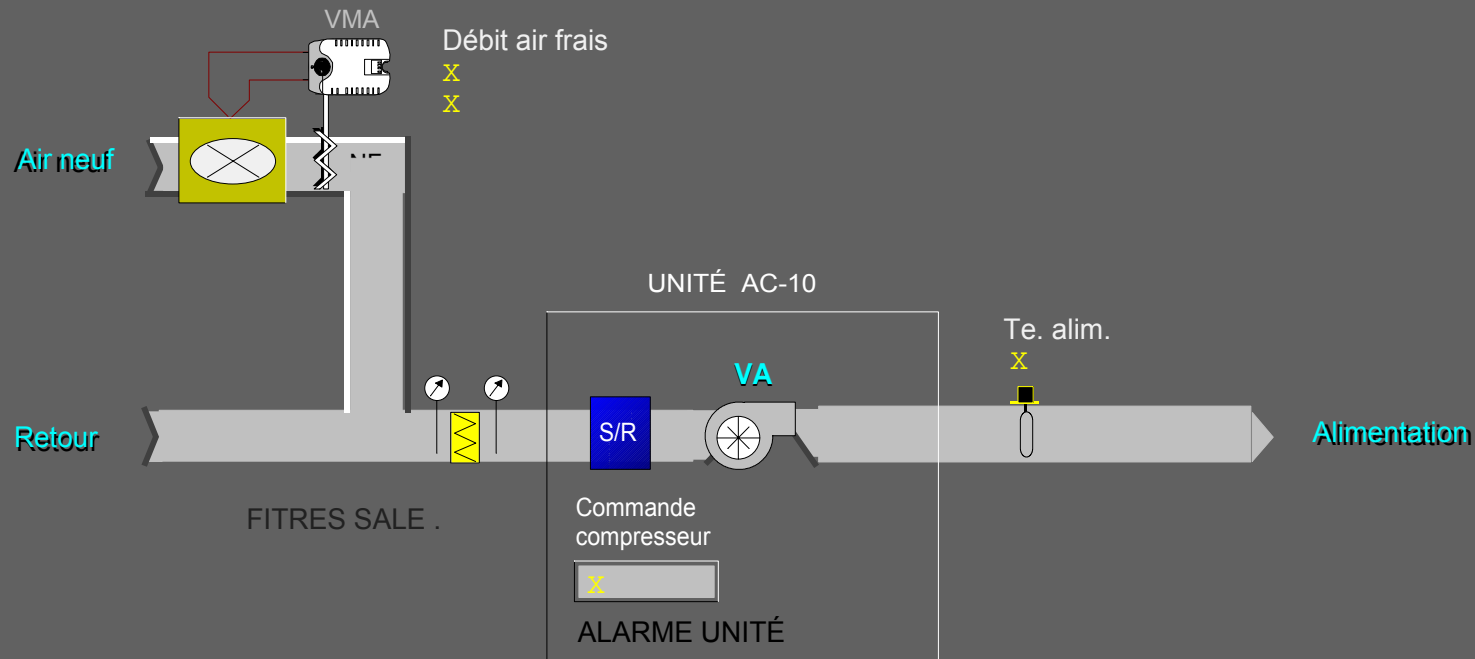 VMA
Débit air frais
X
X
Air neuf
UNITÉ AC-10
Te. alim.
X
VA
Retour
S/R
Alimentation
FITRES SALE .
Commande
compresseur
X
ALARME UNITÉ